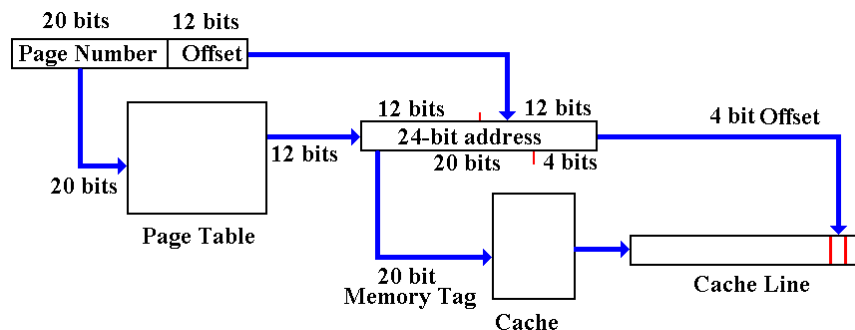 20 bits 12 bits
Page Number Offset
12 bits 12 bits
24-bit address
4 bit Offset
20 bits
12 bits
20 bits 4 bits
Page Table
20 bit
Memory Tag
Cache
Cache Line